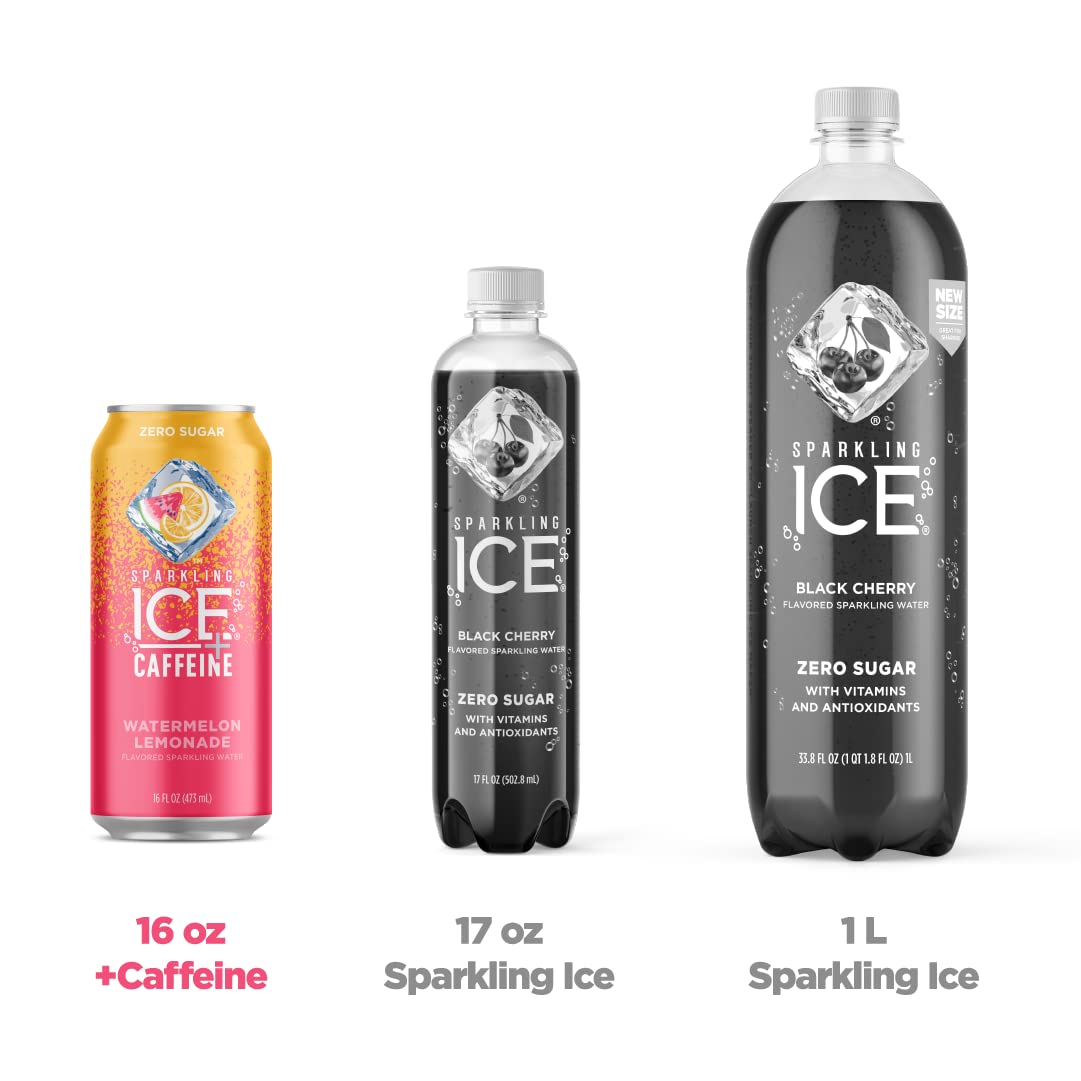 ZERO SUGAR
SPARKLING
ICE
+
CAFFEINE
WATERMELON
LEMONADE
FLAVORED SPARKLING WATER
16 FL OZ (473 mL)
SPARKLING
ICE
BLACK CHERRY
FLAVORED SPARKLING WATER
ZERO SUGAR
WITH VITAMINS
AND ANTIOXIDANTS
17 FL OZ (502.8 mL)
NEW
SIZE
GREAT FOR
SHARING
SPARKLING
ICE
BLACK CHERRY
FLAVORED SPARKLING WATER
ZERO SUGAR
WITH VITAMINS
AND ANTIOXIDANTS
33.8 FL OZ (1 QT 1.8 FL OZ) 1L
16 oz
+Caffeine
17 oz
Sparkling Ice
1 L
Sparkling Ice